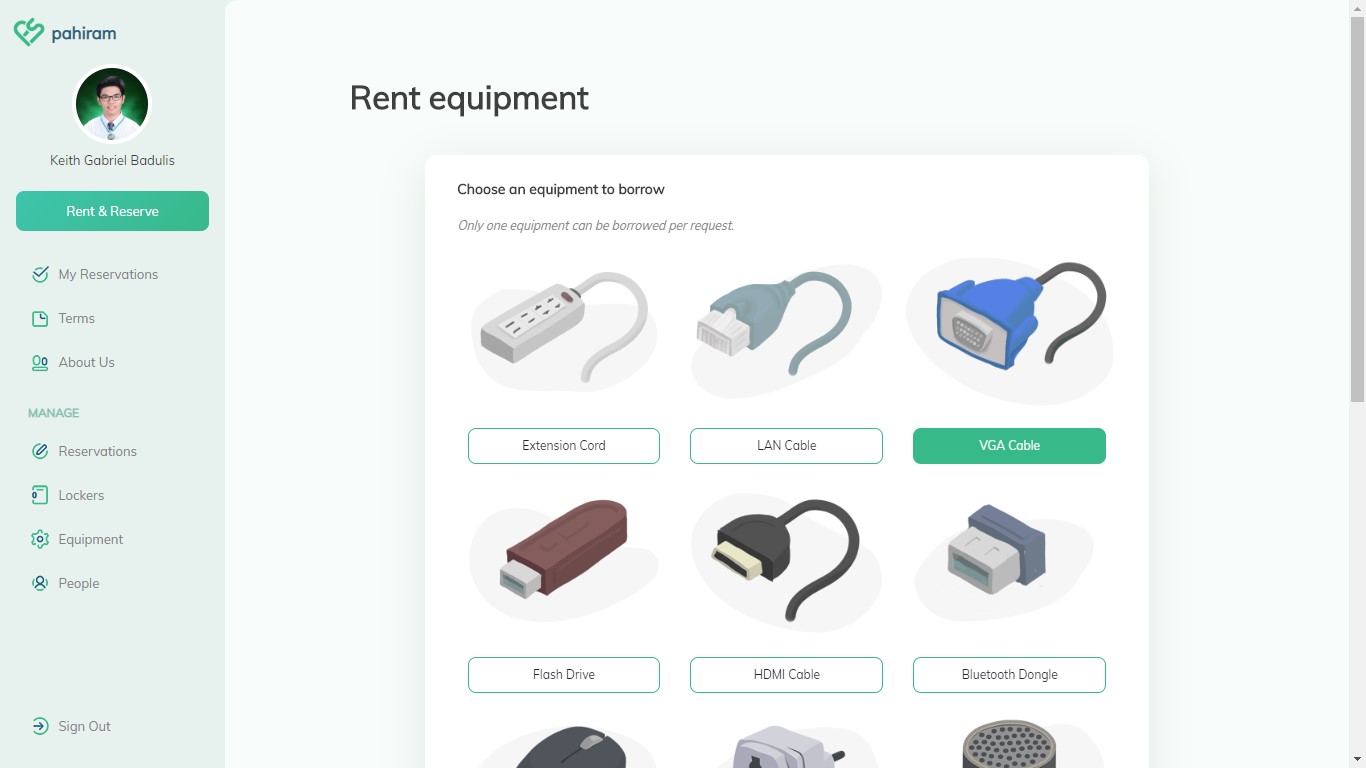 pahiram
Keith Gabriel Badulis
Rent & Reserve
My Reservations
Terms
About Us
MANAGE
Reservations
Lockers
Equipment
People
Sign Out
Rent equipment
Choose an equipment to borrow
Only one equipment can be borrowed per request.
Extension Cord
LAN Cable
VGA Cable
Flash Drive
HDMI Cable
Bluetooth Dongle